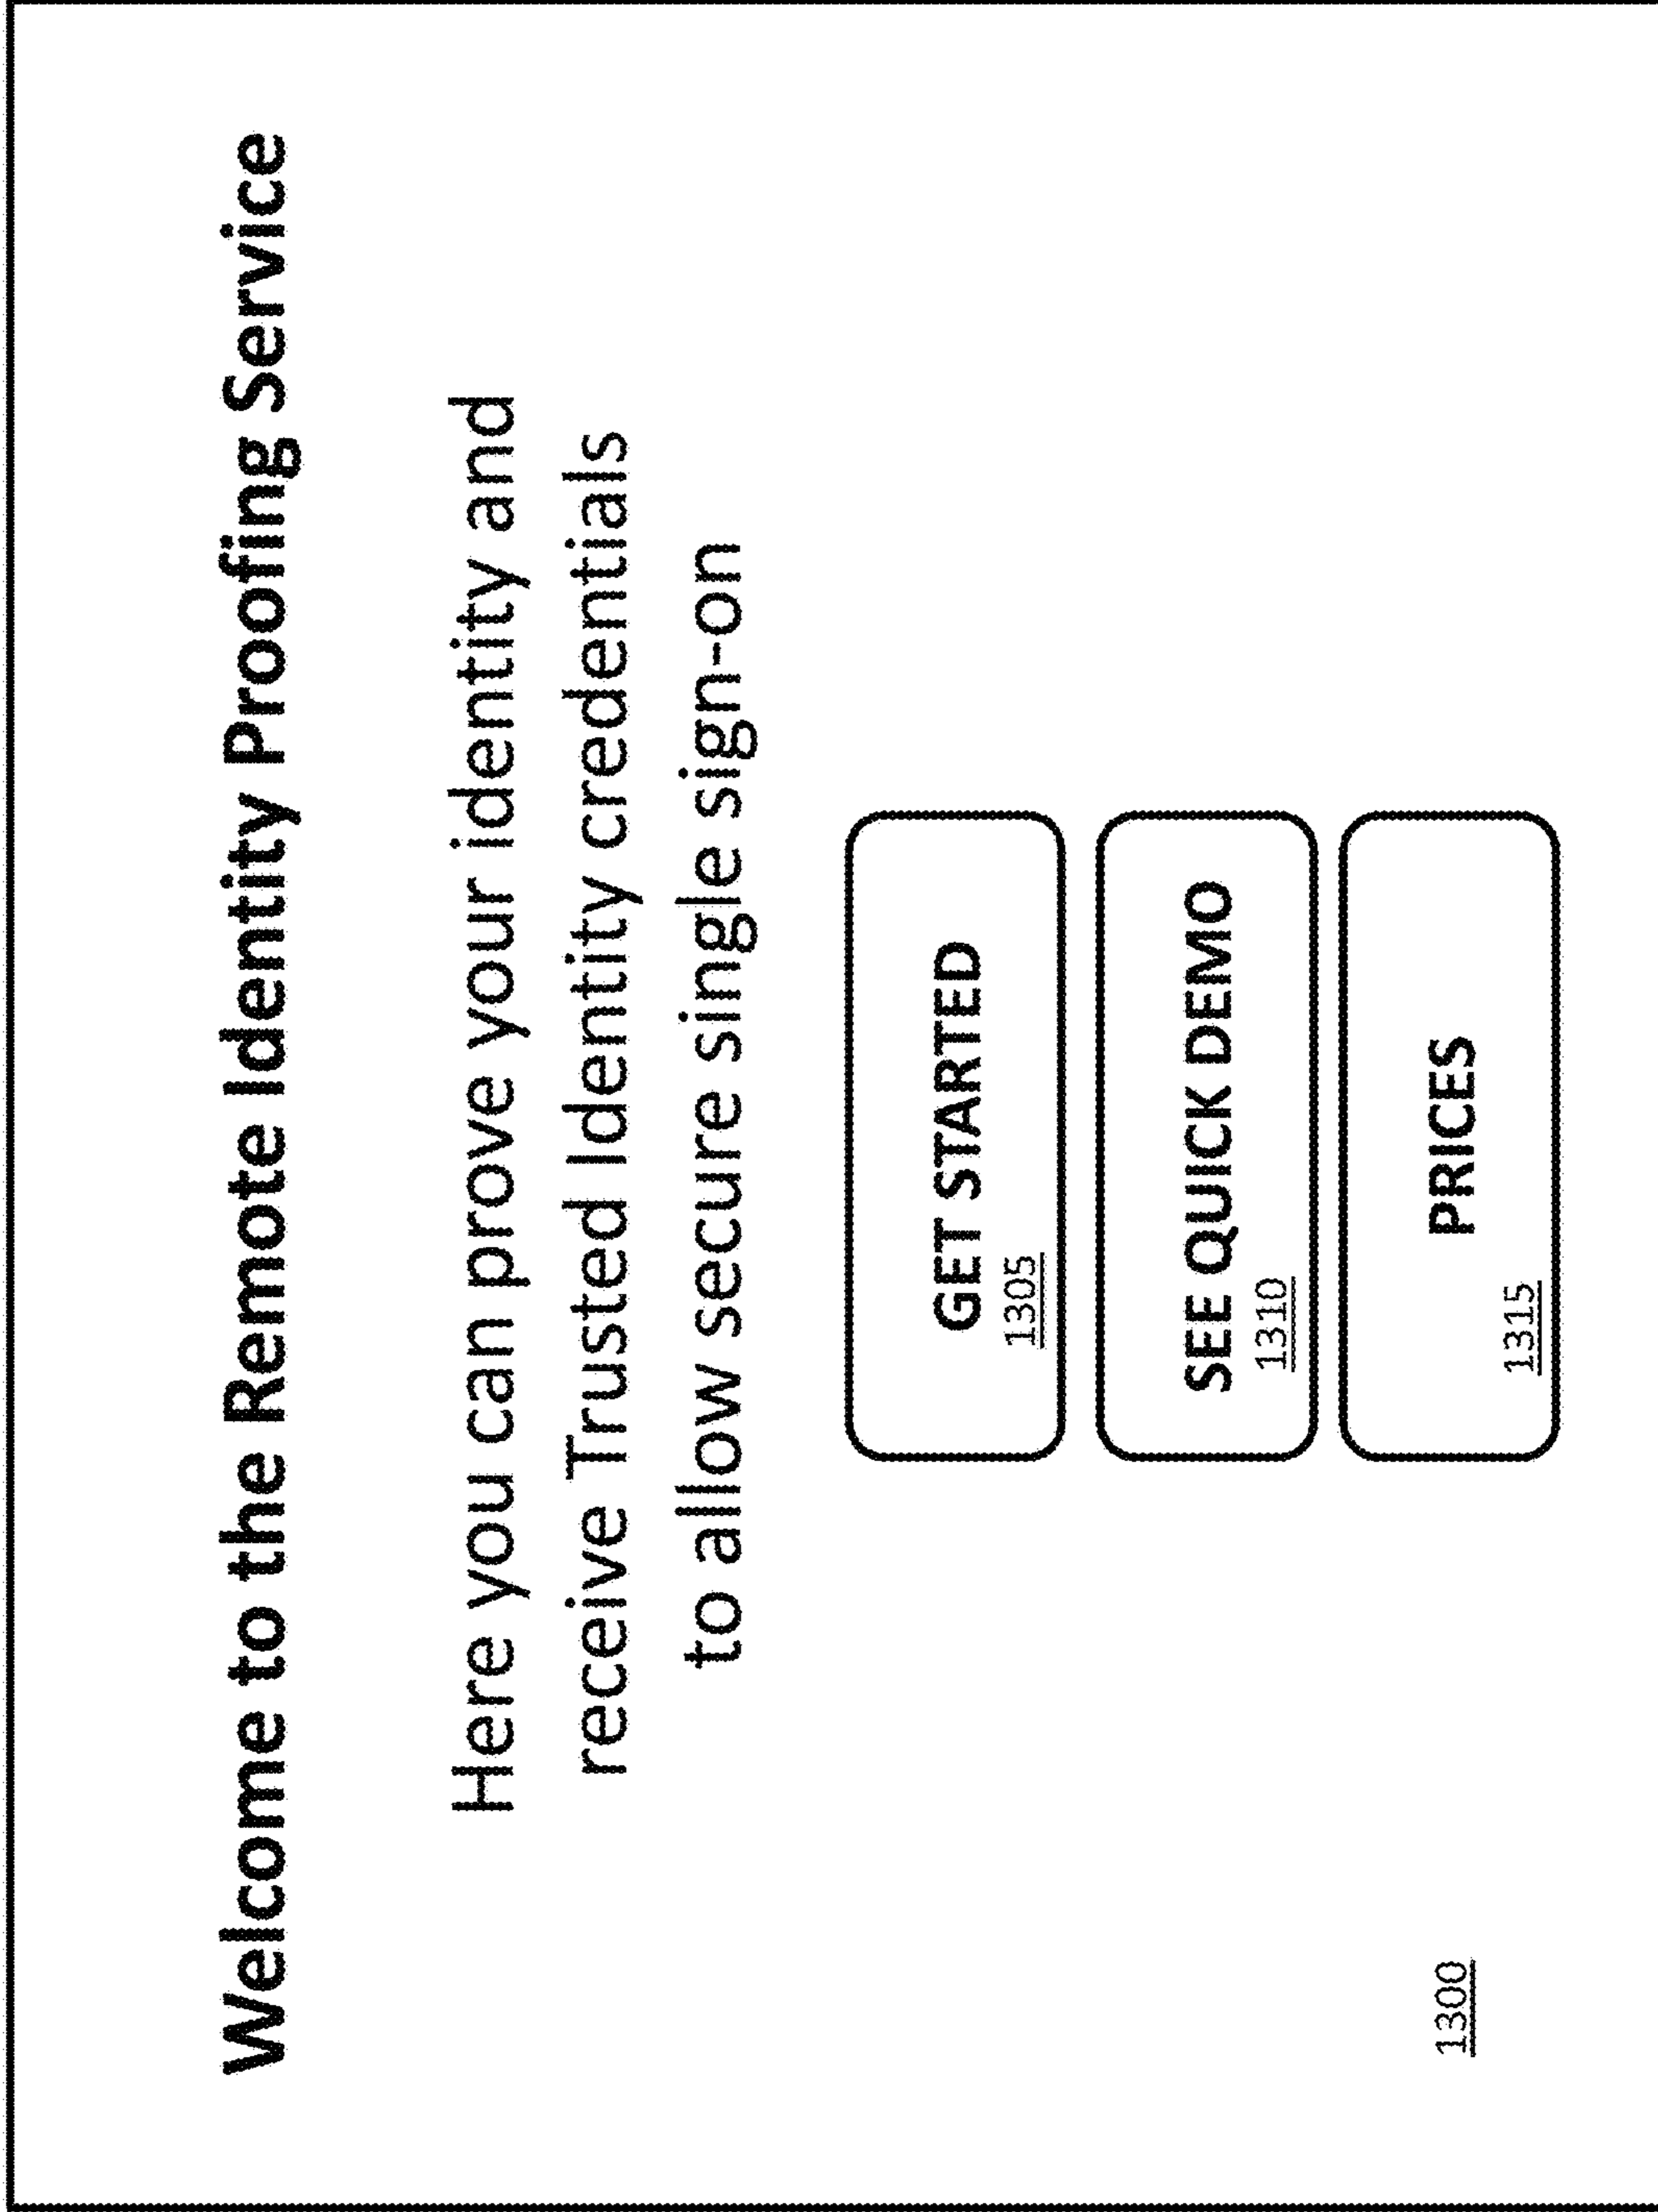 Welcome to the Remote Identity Proofing Service
Here you can prove your identity and
receive Trusted Identity credentials
to allow secure single sign-on
GET STARTED
1305
SEE QUICK DEMO
1310
PRICES
1315
1300